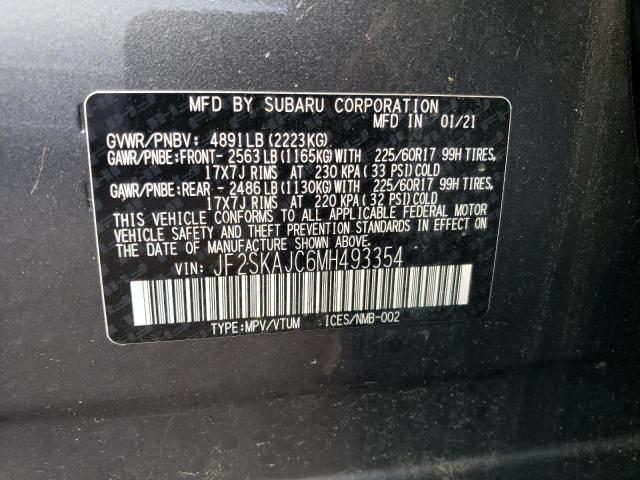 MFD BY SUBARU CORPORATION
MFD IN 01/21
GVWR/PNBV: 4891LB(2223KG)
GAWR/PNBE:FRONT- 2563LB(1165KG)WITH 225/60R17 99H TIRES,
17X7J RIMS AT 230 KPA(33 PSI)COLD
GAWR/PNBE:REAR - 2486LB(1130KG)WITH 225/60R17 99H TIRES,
17X7J RIMS AT 220 KPA(32 PSI)COLD
THIS VEHICLE CONFORMS TO ALL APPLICABLE FEDERAL MOTOR
VEHICLE SAFETY AND THEFT PREVENTION STANDARDS IN EFFECT ON
THE DATE OF MANUFACTURE SHOWN ABOVE.
VIN: JF2SKAJC6MH493354
TYPE:MPV/VTUM ICES/NMB-002